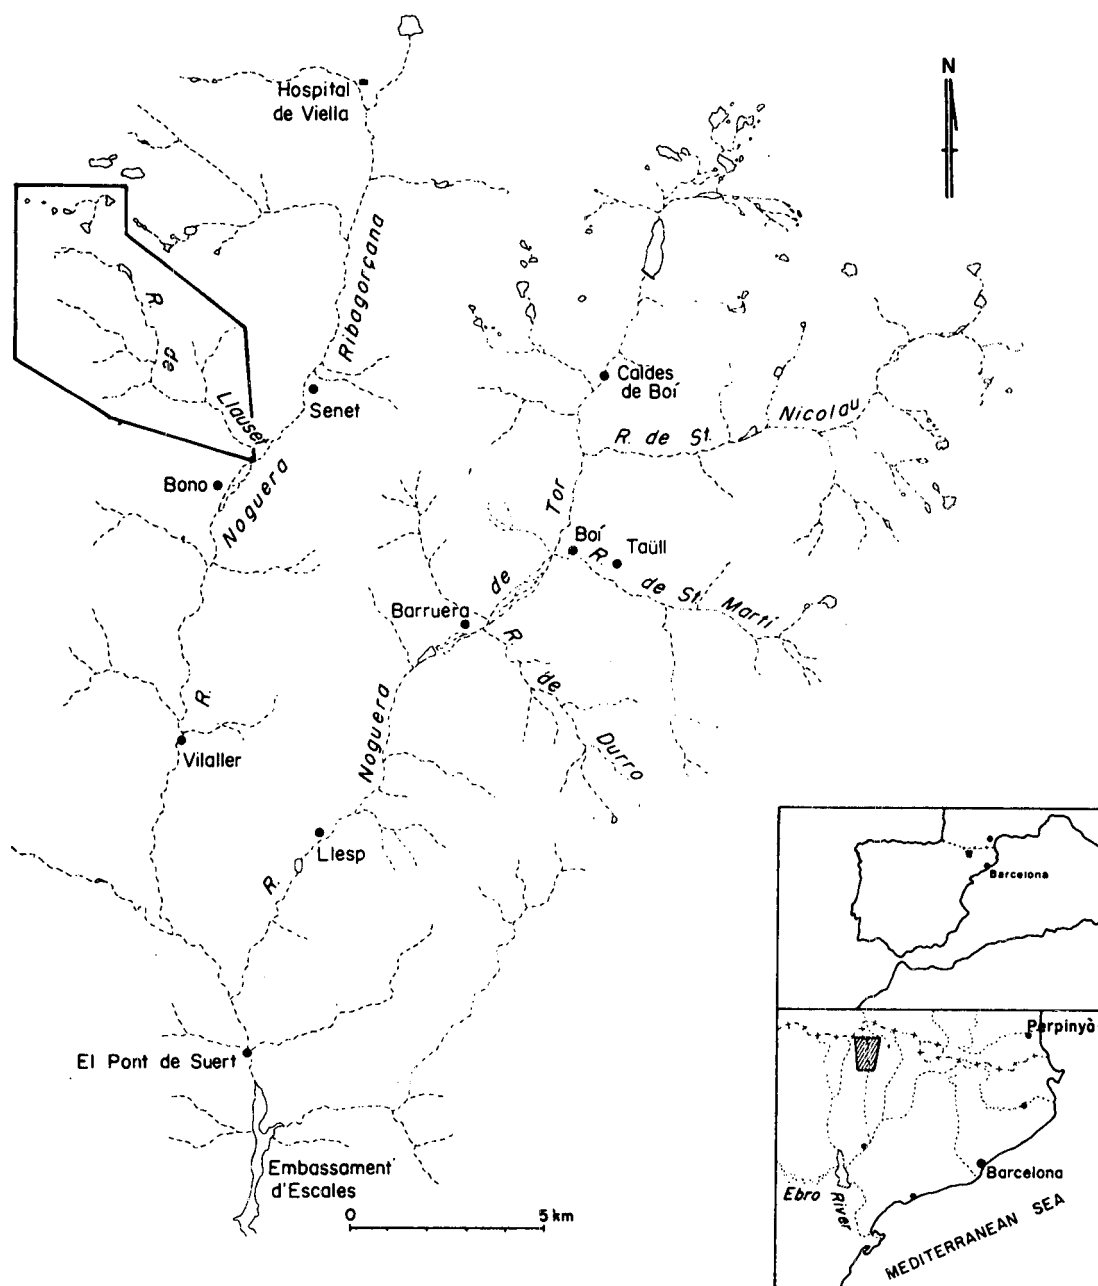 N
Hospital
de Viella
Ribagorçana
R.
de
Llauset
Senet
Caldes
de Boí
Nicolau
R. de St.
Bono
Noguera
Tor
Boí
Taüll
R.
de St. Martí
de
Barruera
R.
de
Durro
R.
Noguera
Vilaller
Llesp
R.
Barcelona
El Pont de Suert
Perpinyà
Embassament
d'Escales
Barcelona
Ebro
River
0 5 km
MEDITERRANEAN SEA